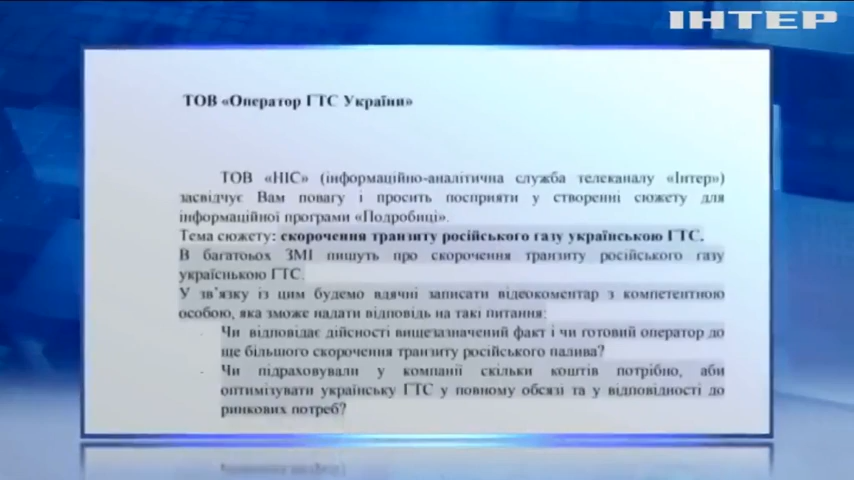 ІНТЕР
ТОВ «Оператор ГТС України»
ТОВ «НІС» (інформаційно-аналітична служба телеканалу «Інтер»)
засвідчує Вам повагу і просить посприяти у створенні сюжету для
інформаційної програми «Подробиці».
Тема сюжету: скорочення транзиту російського газу українською ГТС.
В багатьох ЗМІ пишуть про скорочення транзиту російського газу
українською ГТС.
У зв’язку із цим будемо вдячні записати відеокоментар з компетентною
особою, яка зможе надати відповідь на такі питання:
- Чи відповідає дійсності вищезазначений факт і чи готовий оператор до
ще більшого скорочення транзиту російського палива?
- Чи підраховували у компанії скільки коштів потрібно, аби
оптимізувати українську ГТС у повному обсязі та у відповідності до
ринкових потреб?